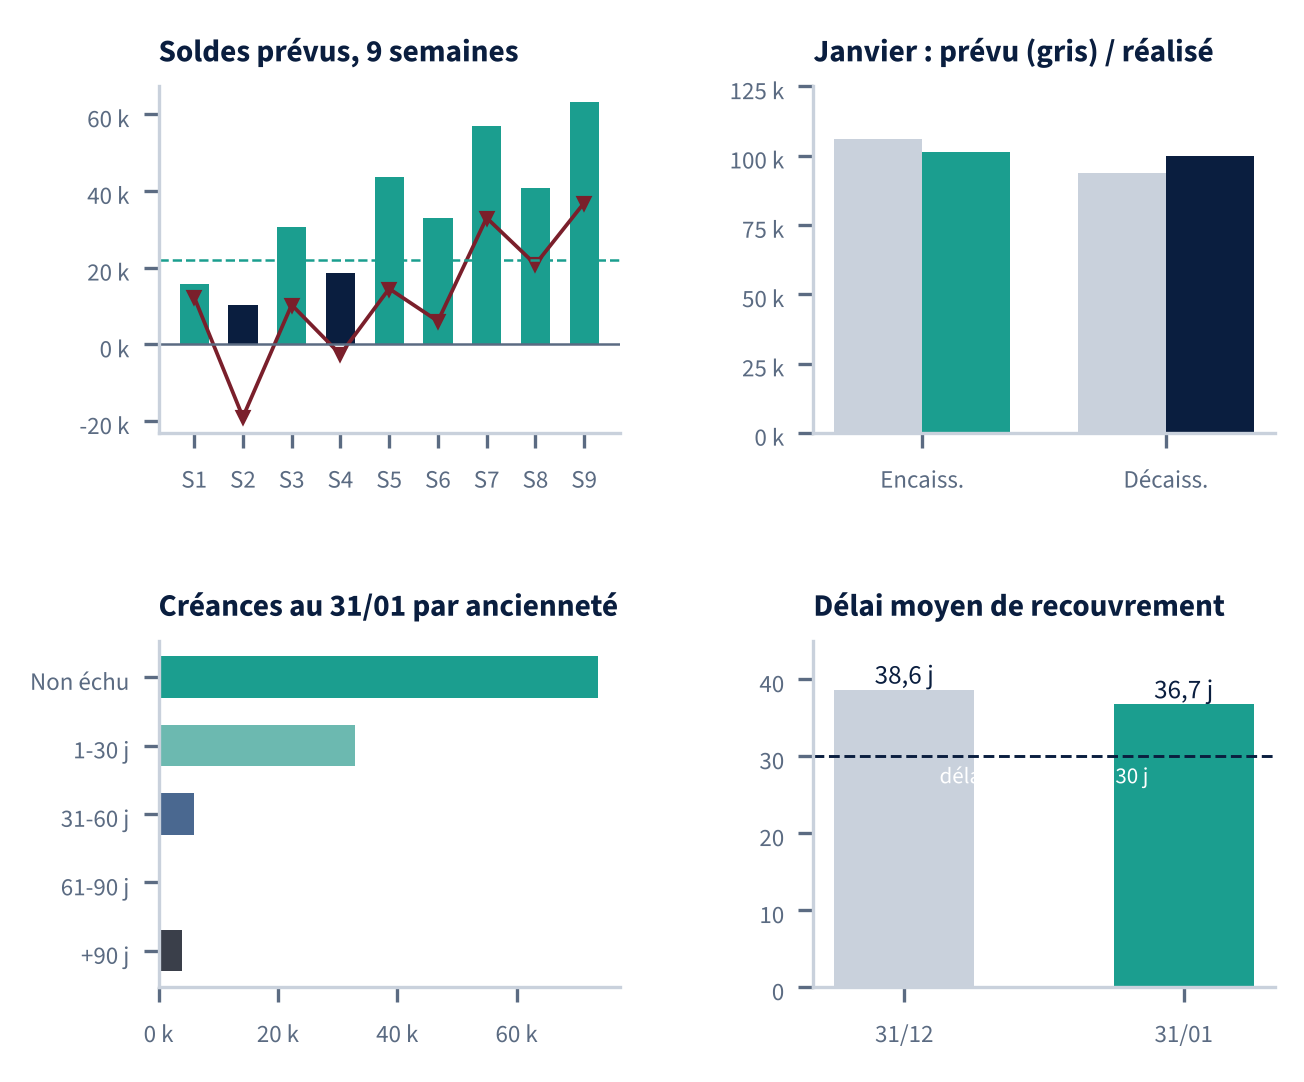 Soldes prévus, 9 semaines
60 k
40 k
20 k
0 k
-20 k
S1 S2 S3 S4 S5 S6 S7 S8 S9
Janvier : prévu (gris) / réalisé
125 k
100 k
75 k
50 k
25 k
0 k
Encaiss. Décaiss.
Créances au 31/01 par ancienneté
Non échu
1-30 j
31-60 j
61-90 j
+90 j
0 k 20 k 40 k 60 k
Délai moyen de recouvrement
38,6 j
36,7 j
40
30
30 j
20
10
0
31/12 31/01